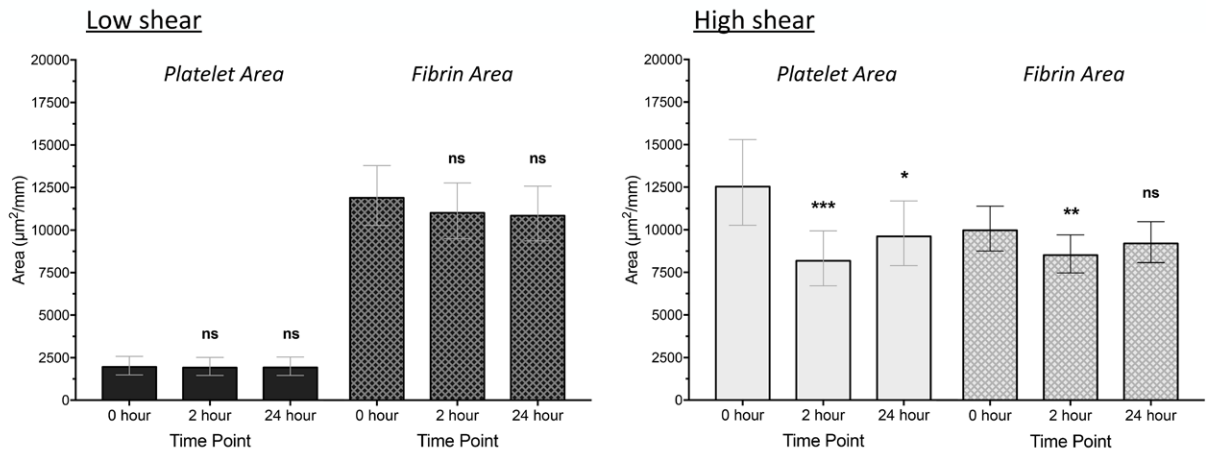 Low shear
20000
17500
15000
12500
10000
7500
5000
2500
0
Area (µm²/mm)
Platelet Area
Fibrin Area
ns
ns
ns
ns
0 hour
2 hour
24 hour
0 hour
2 hour
24 hour
Time Point
Time Point
High shear
20000
17500
15000
12500
10000
7500
5000
2500
0
Area (µm²/mm)
Platelet Area
Fibrin Area
***
*
**
ns
0 hour
2 hour
24 hour
0 hour
2 hour
24 hour
Time Point
Time Point